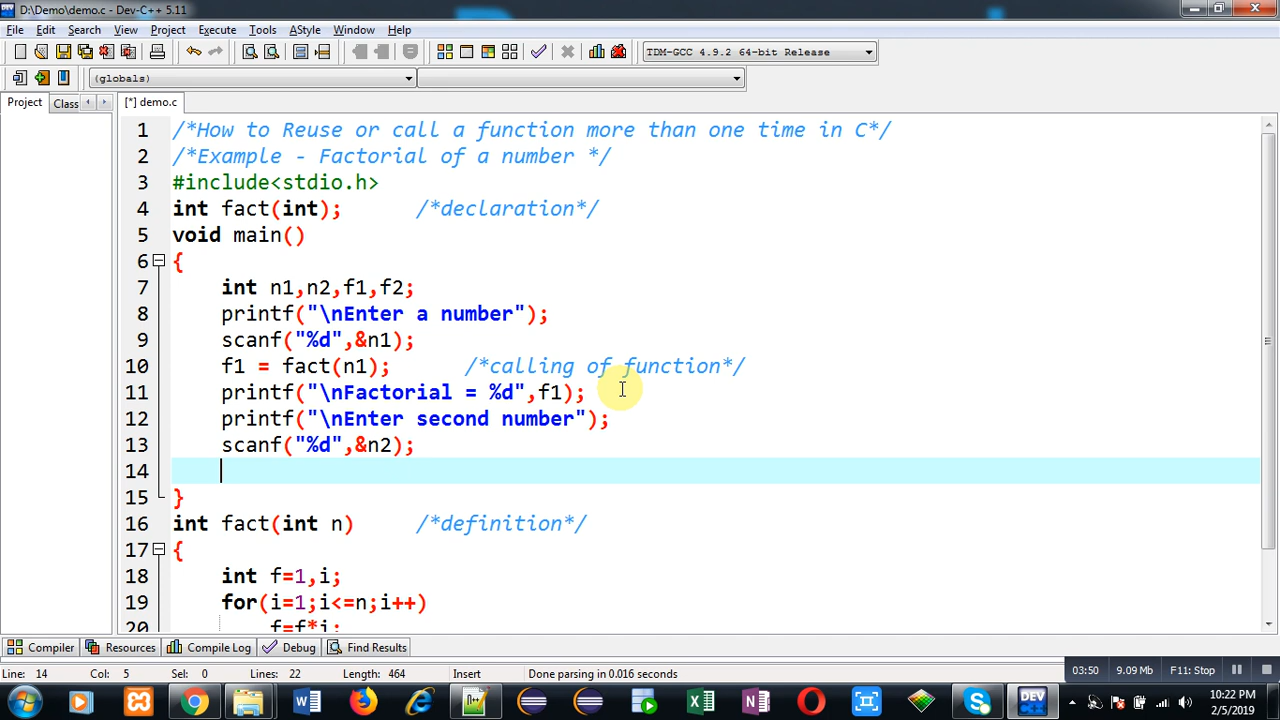 D:\Demo\demo.c - Dev-C++ 5.11
File Edit Search View Project Execute Tools AStyle Window Help
TDM-GCC 4.9.2 64-bit Release
(globals)
Project Class [*] demo.c
1 /*How to Reuse or call a function more than one time in C*/
2 /*Example - Factorial of a number */
3 #include<stdio.h>
4 int fact(int); /*declaration*/
5 void main()
6 {
7 int n1,n2,f1,f2;
8 printf("\nEnter a number");
9 scanf("%d",&n1);
10 f1 = fact(n1); /*calling of function*/
11 printf("\nFactorial = %d",f1);
12 printf("\nEnter second number");
13 scanf("%d",&n2);
14
15 }
16 int fact(int n) /*definition*/
17 {
18 int f=1,i;
19 for(i=1;i<=n;i++)
20 f=f*i;
Compiler Resources Compile Log Debug Find Results
Line: 14 Col: 5 Sel: 0 Lines: 22 Length: 464 Insert Done parsing in 0.016 seconds
03:50 9.09 Mb F11: Stop
DEV
10:22 PM
2/5/2019